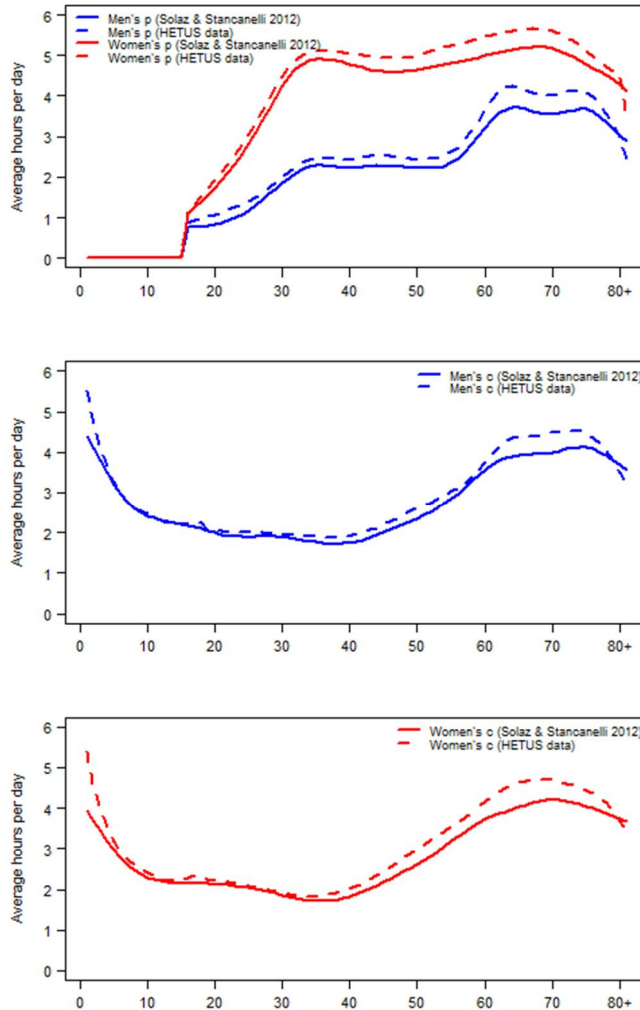 Men's p (Solaz & Stancanelli 2012)
Men's p (HETUS data)
Women's p (Solaz & Stancanelli 2012)
Women's p (HETUS data)
Average hours per day
6
5
4
3
2
1
0
0 10 20 30 40 50 60 70 80+
Men's c (Solaz & Stancanelli 2012)
Men's c (HETUS data)
Average hours per day
6
5
4
3
2
1
0
0 10 20 30 40 50 60 70 80+
Women's c (Solaz & Stancanelli 2012)
Women's c (HETUS data)
Average hours per day
6
5
4
3
2
1
0
0 10 20 30 40 50 60 70 80+